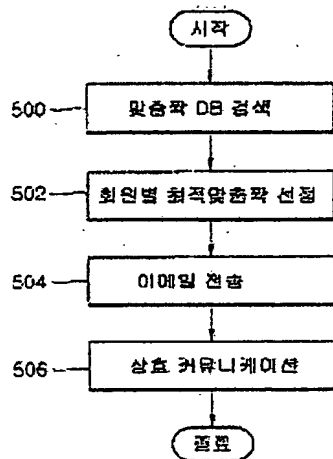 시작
500 맞춤짝 DB 검색
502 회원별 최적맞춤짝 선정
504 이메일 전송
506 상호 커뮤니케이션
종료